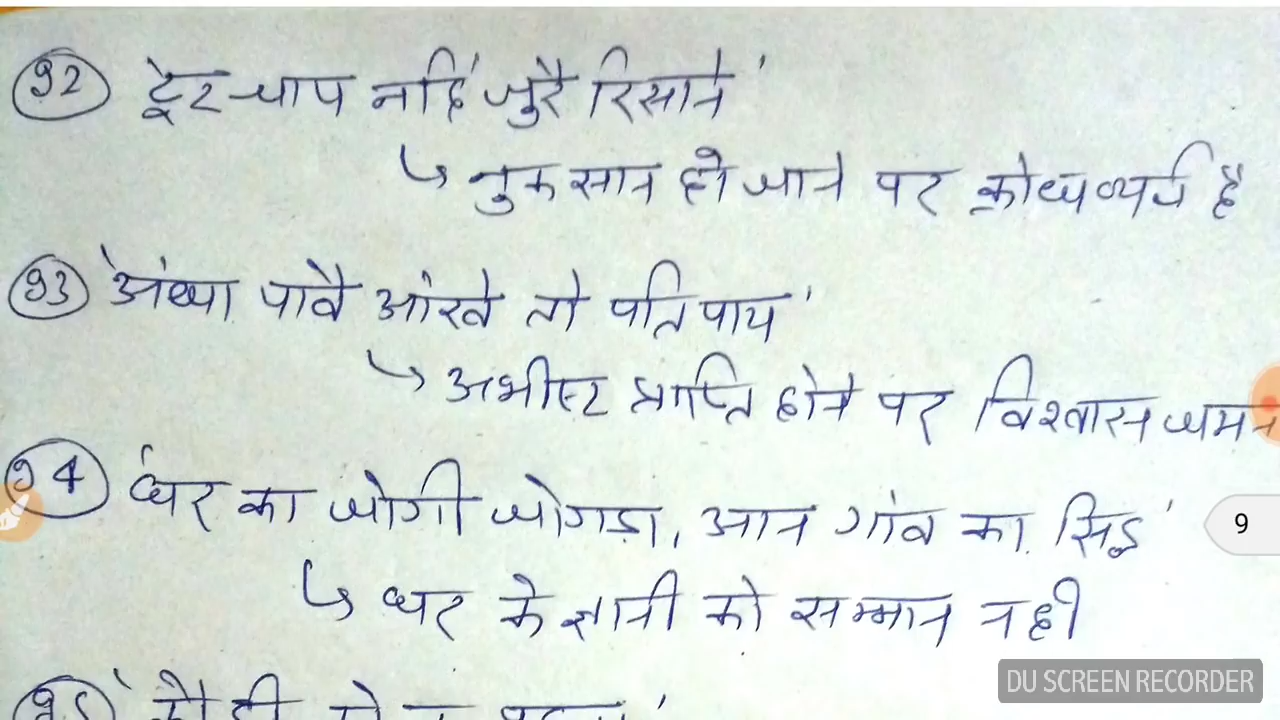 92 'टूट चाप नहिं जुरै रिसाने'
↳ नुकसान हो जाने पर क्रोध व्यर्थ है
93 'अंधा पावै आंखे तो पतिपाय'
↳ अभीष्ट प्राप्ति होने पर विश्वास जमन
94 'घर का जोगी जोगड़ा, आन गांव का सिद्ध'
9
↳ घर के ज्ञानी को सम्मान नही
DU SCREEN RECORDER
95